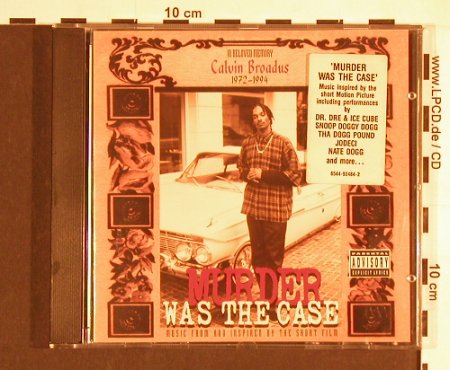 10 cm
IN BELOVED MEMORY
Calvin Broadus
1972-1994
'MURDER
WAS THE CASE'
Music inspired by the
short Motion Picture
including performances
by
DR. DRE & ICE CUBE
SNOOP DOGGY DOGG
THA DOGG POUND
JODECI
NATE DOGG
and more...
6544-92484-2
PARENTAL
ADVISORY
EXPLICIT LYRICS
MURDER
WAS THE CASE
MUSIC FROM AND INSPIRED BY THE SHORT FILM
www.LPCD.de / CD
10 cm